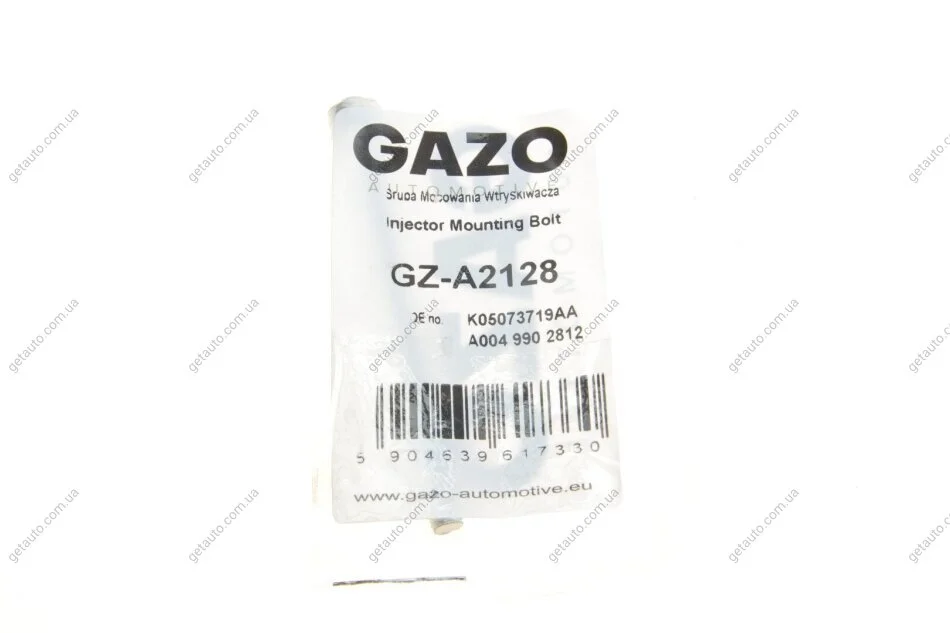 GAZO
AUTOMOTIVE
Śruba Mocowania Wtryskiwacza
Injector Mounting Bolt
GZ-A2128
OE no. K05073719AA
A004 990 2812
5 904639 617330
www.gazo-automotive.eu
getauto.com.ua